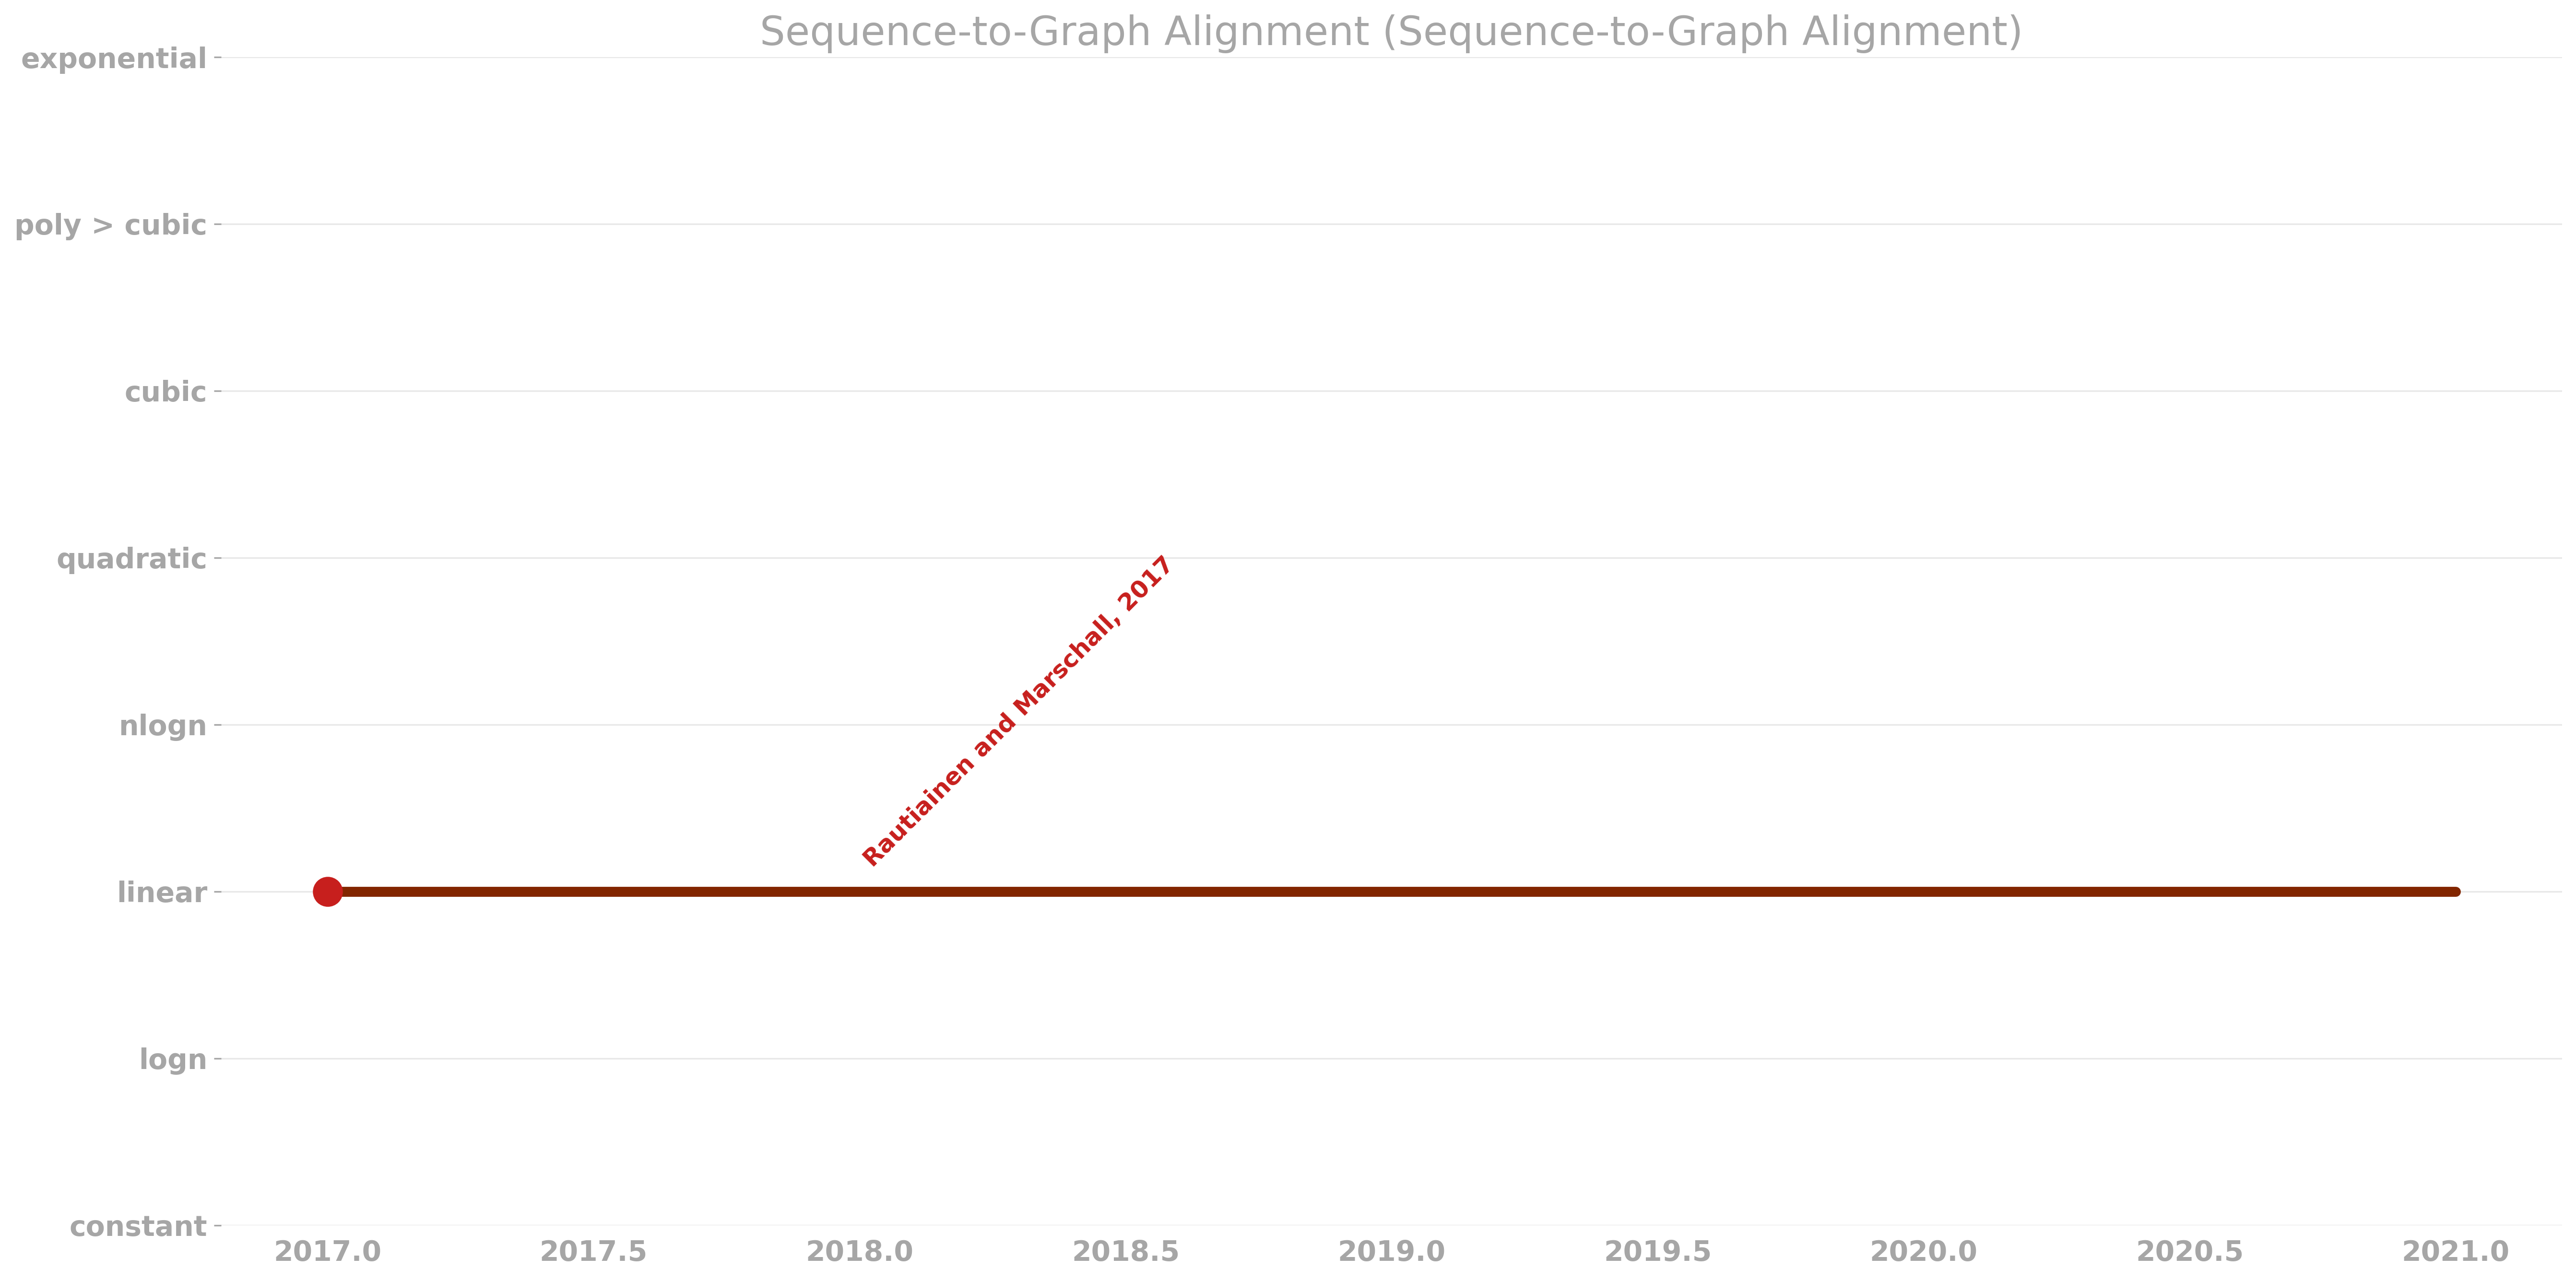 Sequence-to-Graph Alignment (Sequence-to-Graph Alignment)
exponential
poly > cubic
cubic
quadratic
nlogn
linear
logn
constant
Rautiainen and Marschall, 2017
2017.0 2017.5 2018.0 2018.5 2019.0 2019.5 2020.0 2020.5 2021.0